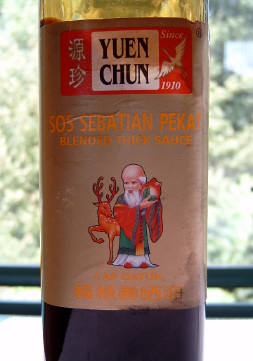 源珍
YUEN
CHUN
Since
1910
®
SOS SEBATIAN PEKAT
BLENDED THICK SAUCE